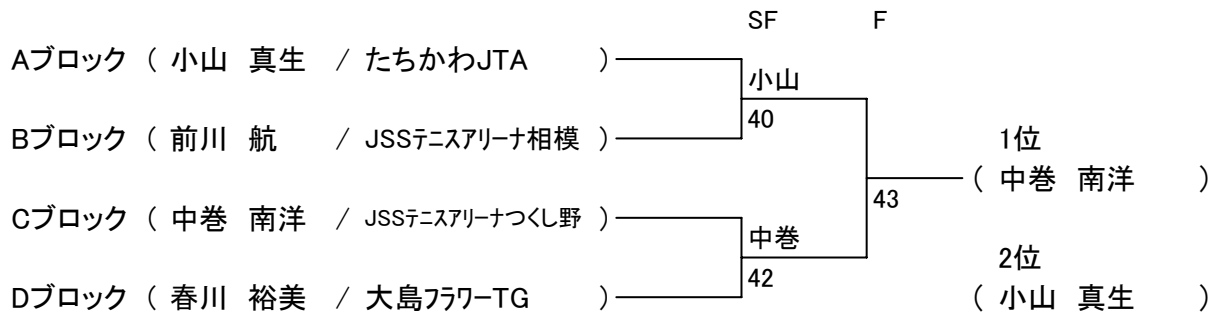 SF F
Aブロック ( 小山 真生 / たちかわJTA )
小山
40
Bブロック ( 前川 航 / JSSテニスアリーナ相模 )
1位
( 中巻 南洋 )
43
Cブロック ( 中巻 南洋 / JSSテニスアリーナつくし野 )
中巻
42
2位
Dブロック ( 春川 裕美 / 大島フラワーTG )
( 小山 真生 )